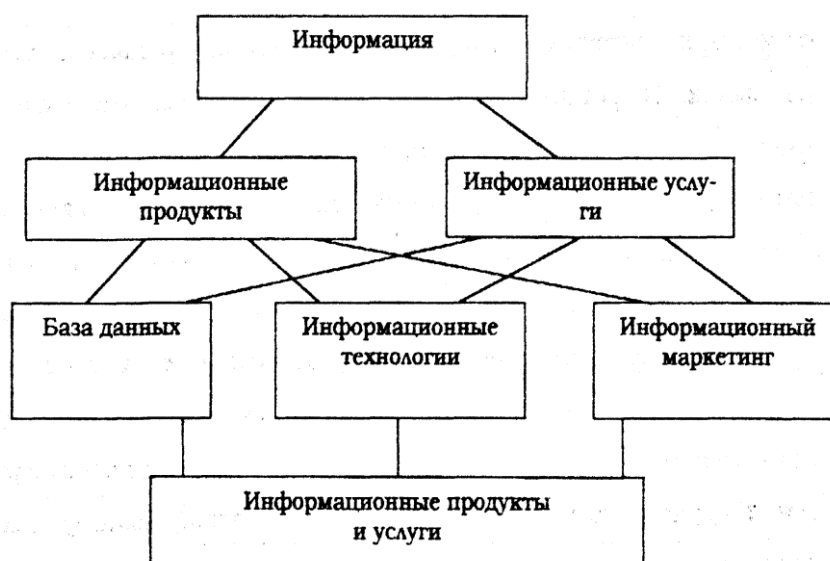 Информация
Информационные
продукты
Информационные услу-
ги
База данных
Информационные
технологии
Информационный
маркетинг
Информационные продукты
и услуги